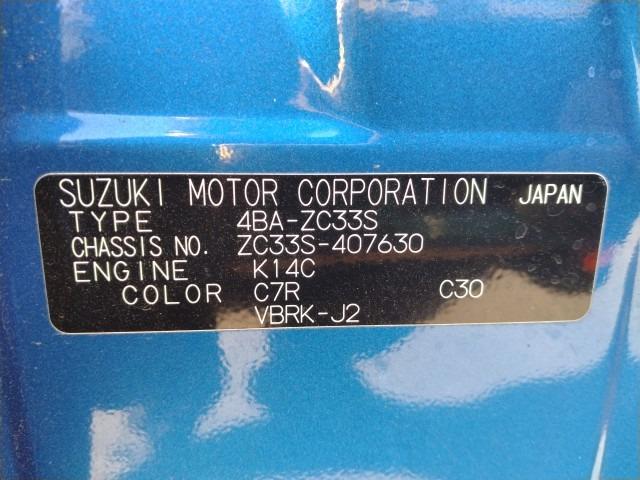 SUZUKI MOTOR CORPORATION JAPAN
TYPE 4BA-ZC33S
CHASSIS NO. ZC33S-407630
ENGINE K14C
COLOR C7R C30
VBRK-J2